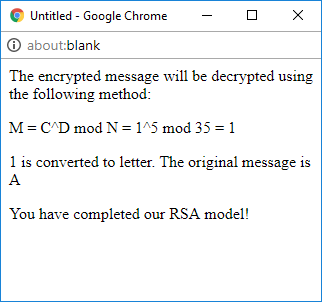 Untitled - Google Chrome
about:blank
The encrypted message will be decrypted using
the following method:
M = C^D mod N = 1^5 mod 35 = 1
1 is converted to letter. The original message is
A
You have completed our RSA model!